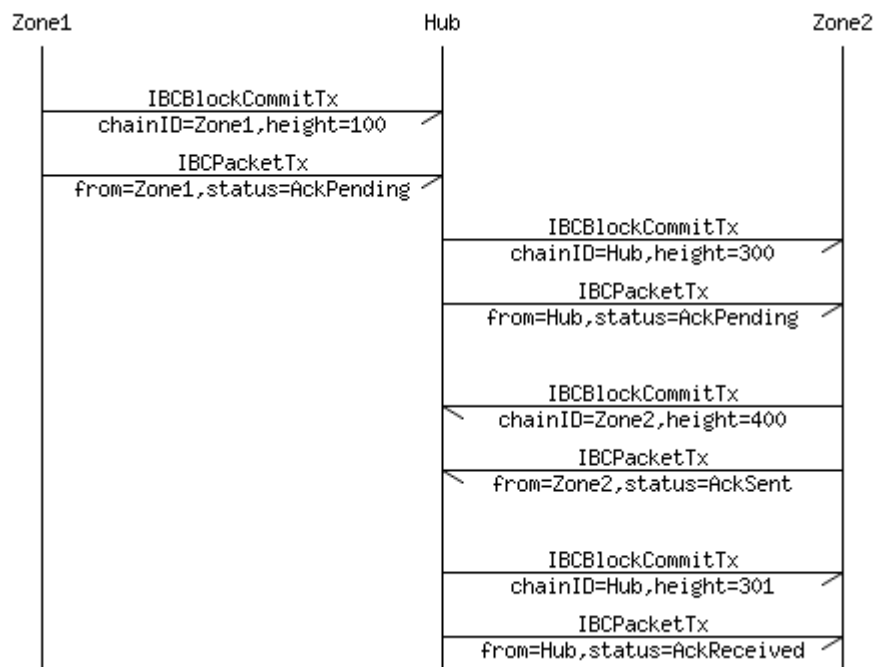 Zone1 Hub Zone2
IBCBlockCommitTx
chainID=Zone1,height=100
IBCPacketTx
from=Zone1,status=AckPending
IBCBlockCommitTx
chainID=Hub,height=300
IBCPacketTx
from=Hub,status=AckPending
IBCBlockCommitTx
chainID=Zone2,height=400
IBCPacketTx
from=Zone2,status=AckSent
IBCBlockCommitTx
chainID=Hub,height=301
IBCPacketTx
from=Hub,status=AckReceived